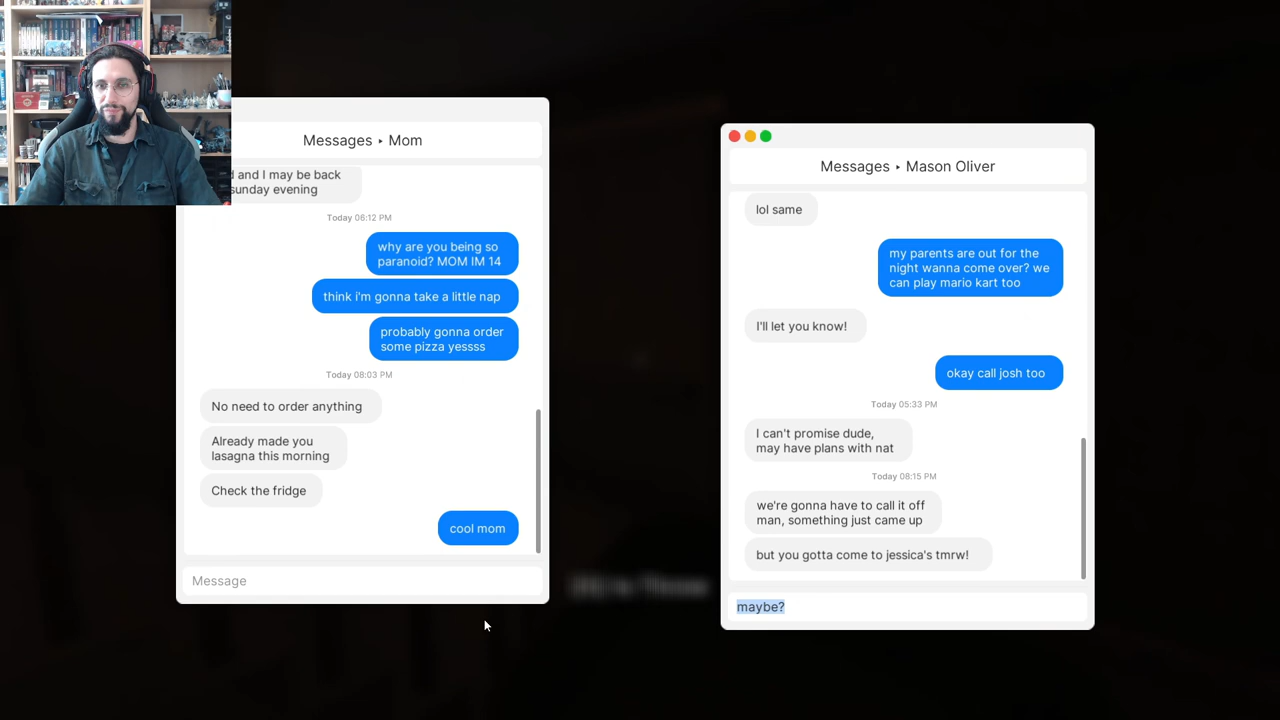 Messages ‣ Mom
d and I may be back
sunday evening
Today 06:12 PM
why are you being so
paranoid? MOM IM 14
think i'm gonna take a little nap
probably gonna order
some pizza yessss
Today 08:03 PM
No need to order anything
Already made you
lasagna this morning
Check the fridge
cool mom
Message
Messages ‣ Mason Oliver
lol same
my parents are out for the
night wanna come over? we
can play mario kart too
I'll let you know!
okay call josh too
Today 05:33 PM
I can't promise dude,
may have plans with nat
Today 08:15 PM
we're gonna have to call it off
man, something just came up
but you gotta come to jessica's tmrw!
maybe?